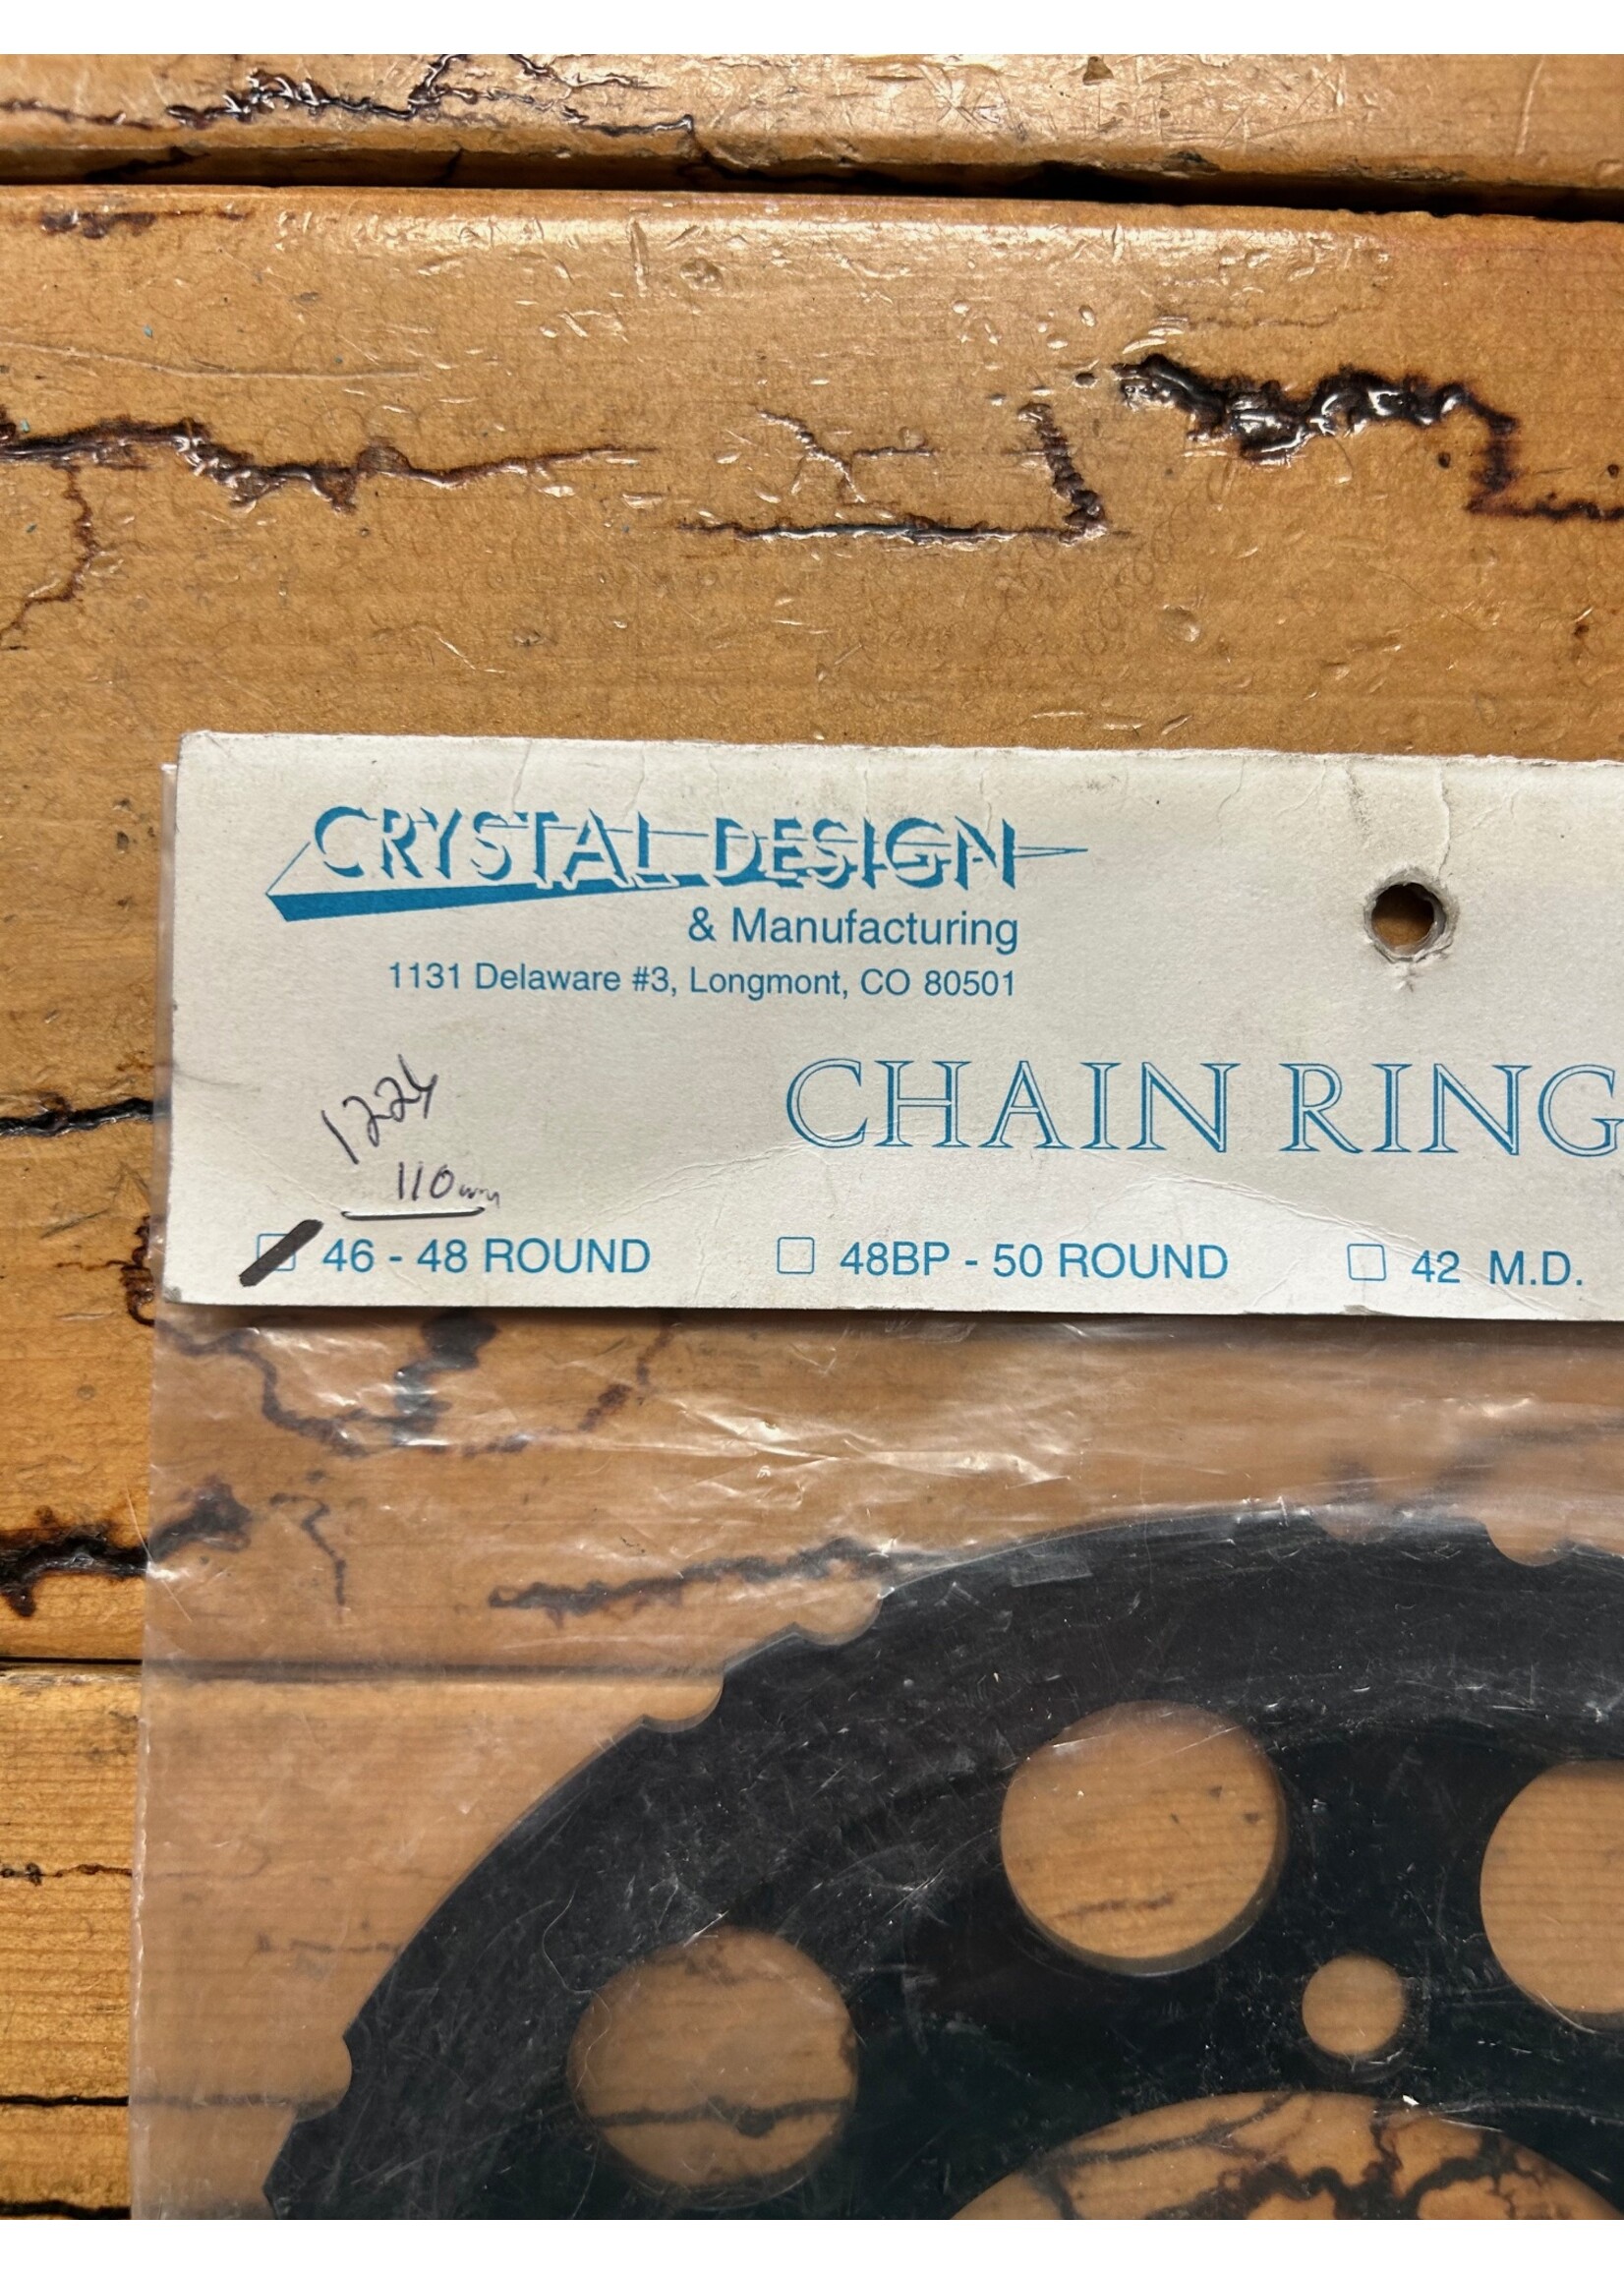 CRYSTAL DESIGN
& Manufacturing
1131 Delaware #3, Longmont, CO 80501
CHAIN RING
1224
110mm
46 - 48 ROUND 48BP - 50 ROUND 42 M.D.